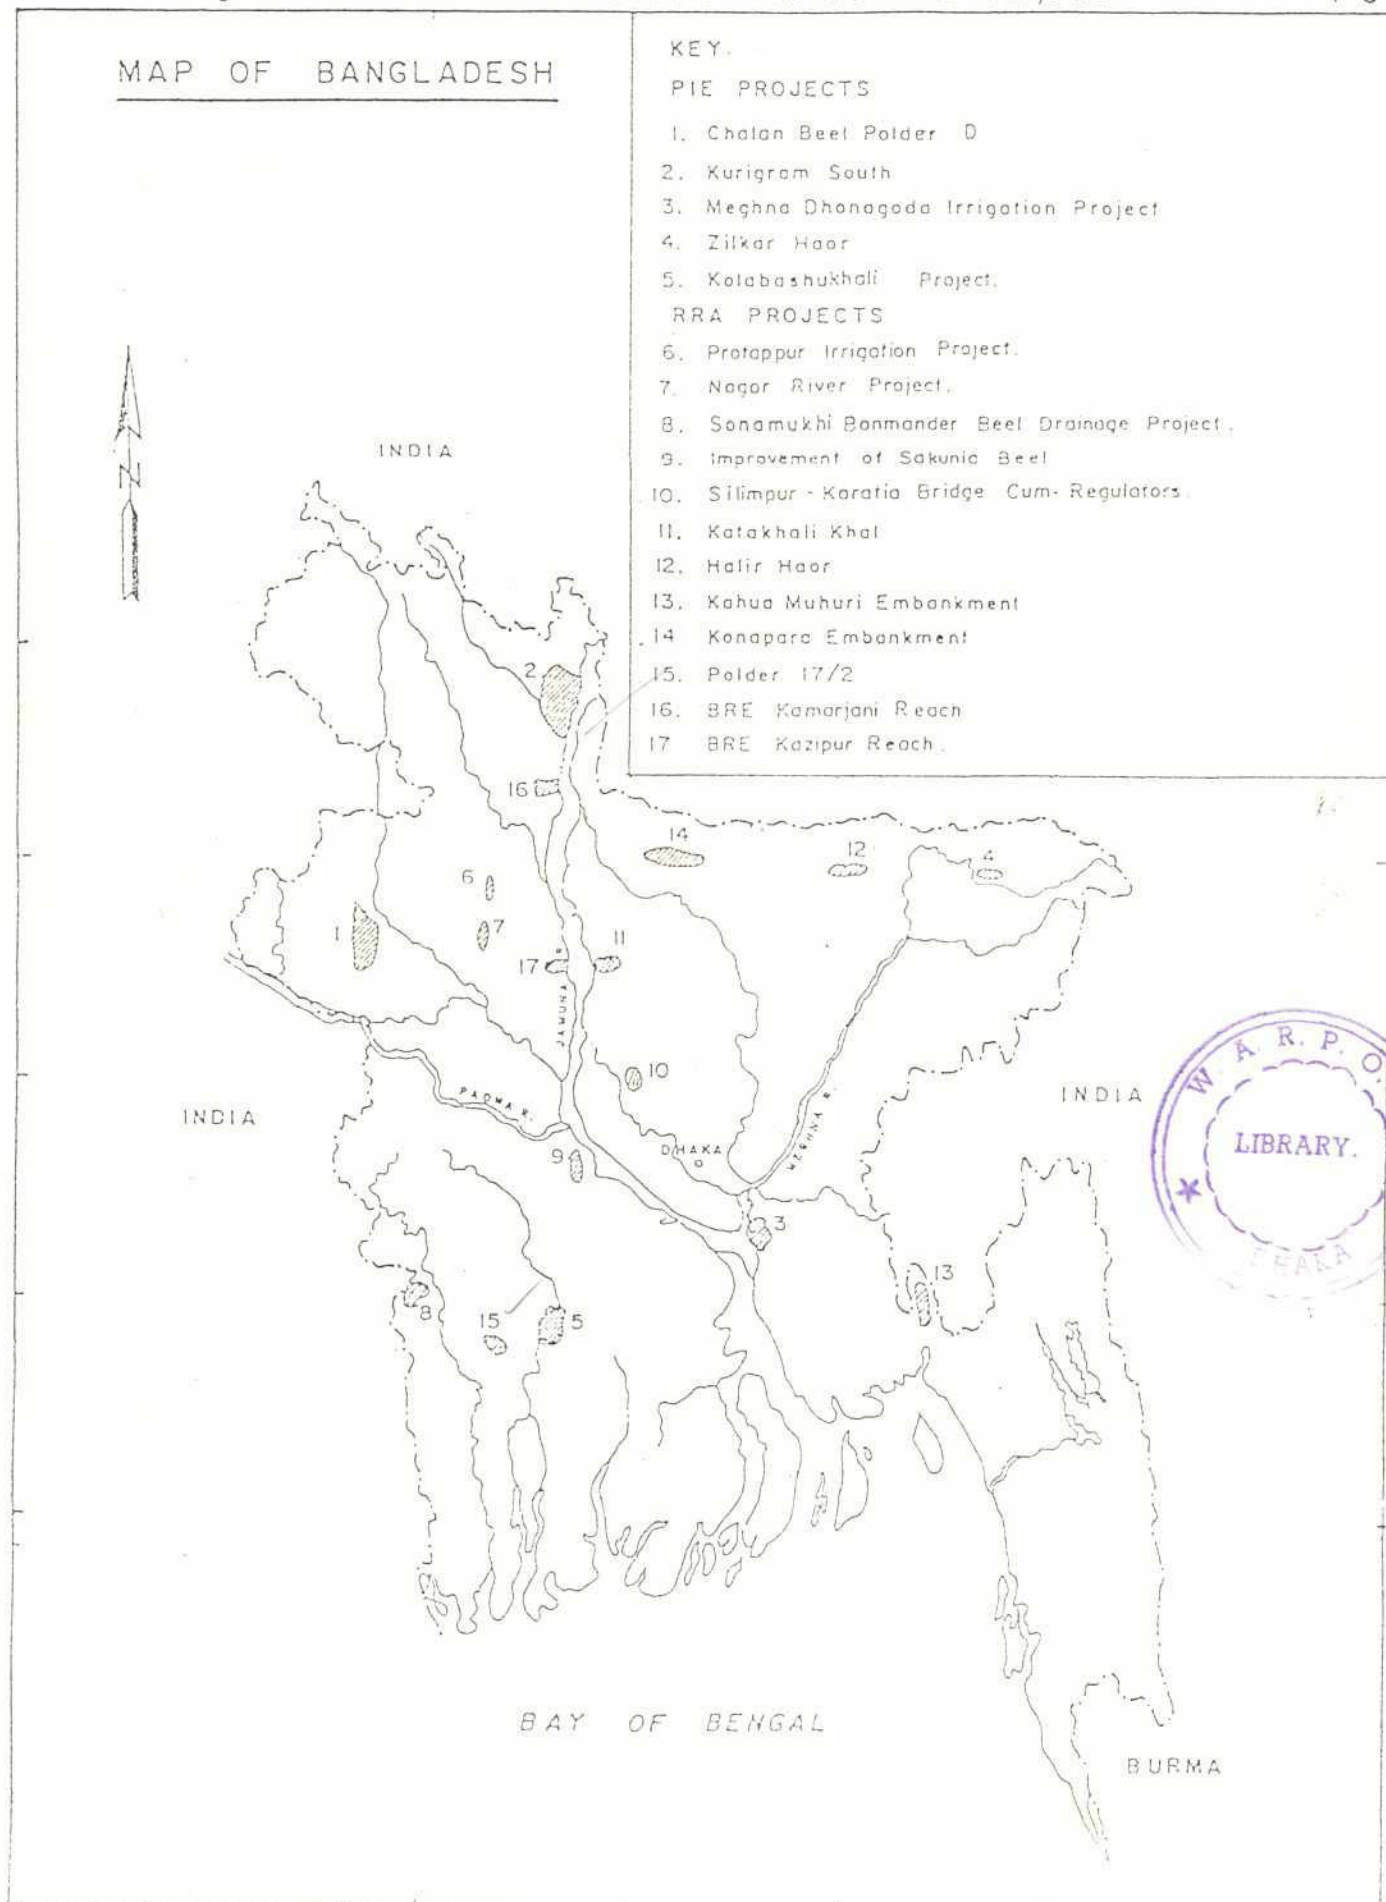 MAP OF BANGLADESH
KEY.
PIE PROJECTS
1. Chalan Beel Polder D
2. Kurigram South
3. Meghna Dhonagoda Irrigation Project
4. Zilkar Haor
5. Kolabashukhali Project.
RRA PROJECTS
6. Protappur Irrigation Project.
7. Nagor River Project.
8. Sonamukhi Bonmander Beel Drainage Project.
9. Improvement of Sakunia Beel
10. Silimpur - Karatia Bridge Cum- Regulators.
11. Katakhali Khal
12. Halir Haor
13. Kahua Muhuri Embankment
14 Konapara Embankment
15. Polder 17/2
16. BRE Kamarjani Reach
17 BRE Kazipur Reach.
N
INDIA
2
16
14
12
4
6
1
7
17
11
JAMUNA R.
10
PADMA R.
INDIA
INDIA
MEGHNA R.
DHAKA
9
3
13
8
15
5
W. A. R. P. O.
LIBRARY.
DHAKA
BAY OF BENGAL
BURMA